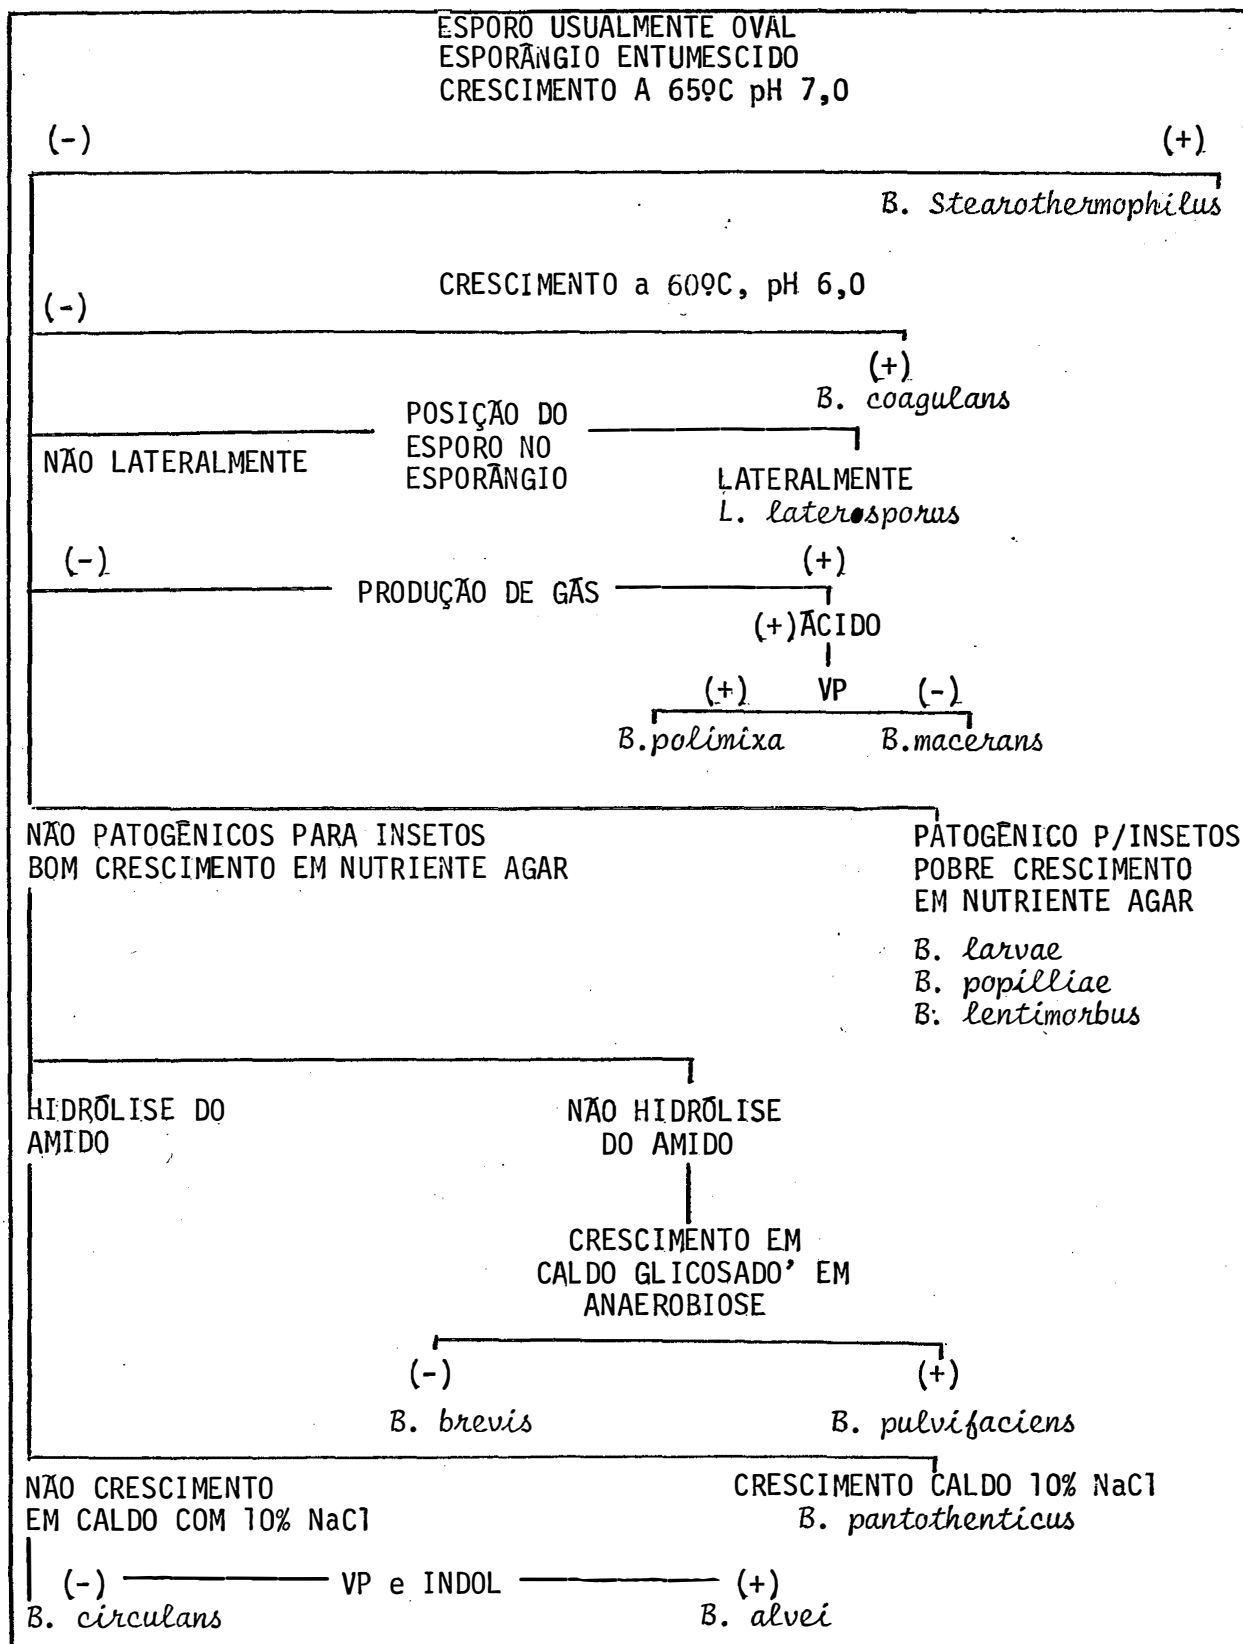 ESPORO USUALMENTE OVAL
ESPORÂNGIO ENTUMESCIDO
CRESCIMENTO A 65ºC pH 7,0
(-) (+)
B. Stearothermophilus
CRESCIMENTO a 60ºC, pH 6,0
(-)
(+)
B. coagulans
POSIÇÃO DO
ESPORO NO
ESPORÂNGIO
NÃO LATERALMENTE
LATERALMENTE
L. laterosporus
(-) (+)
PRODUÇÃO DE GÁS
(+) ÁCIDO
(+) VP (-)
B.polimixa B.macerans
NÃO PATOGÊNICOS PARA INSETOS
BOM CRESCIMENTO EM NUTRIENTE AGAR
PATOGÊNICO P/INSETOS
POBRE CRESCIMENTO
EM NUTRIENTE AGAR
B. larvae
B. popilliae
B. lentimorbus
HIDRÓLISE DO
AMIDO
NÃO HIDRÓLISE
DO AMIDO
CRESCIMENTO EM
CALDO GLICOSADO' EM
ANAEROBIOSE
(-) (+)
B. brevis B. pulvifaciens
NÃO CRESCIMENTO
EM CALDO COM 10% NaCl
CRESCIMENTO CALDO 10% NaCl
B. pantothenticus
(-) VP e INDOL (+)
B. circulans B. alvei